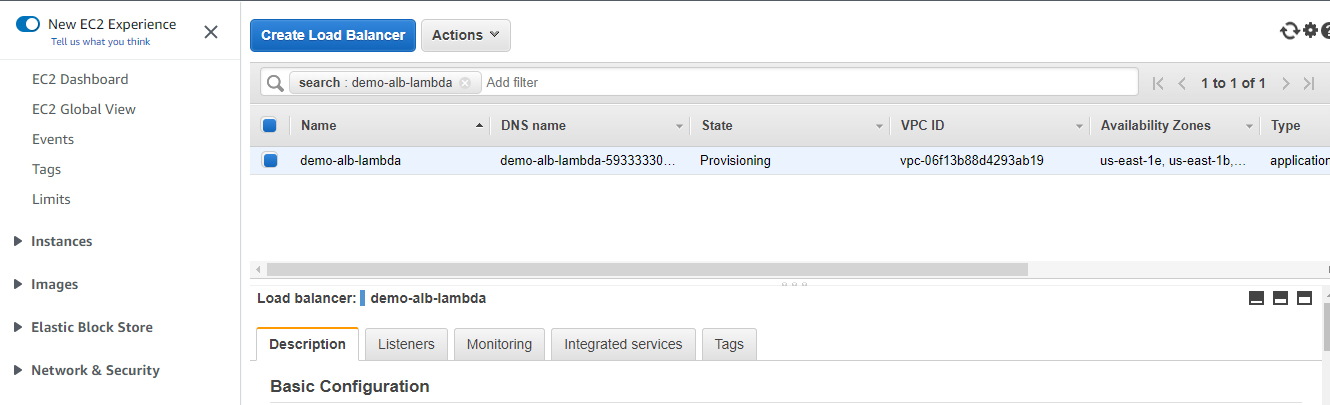 New EC2 Experience
Tell us what you think
EC2 Dashboard
EC2 Global View
Events
Tags
Limits
Instances
Images
Elastic Block Store
Network & Security
Create Load Balancer Actions
search : demo-alb-lambda Add filter 1 to 1 of 1
Name DNS name State VPC ID Availability Zones Type
demo-alb-lambda demo-alb-lambda-59333330... Provisioning vpc-06f13b88d4293ab19 us-east-1e, us-east-1b,... application
Load balancer: demo-alb-lambda
Description Listeners Monitoring Integrated services Tags
Basic Configuration